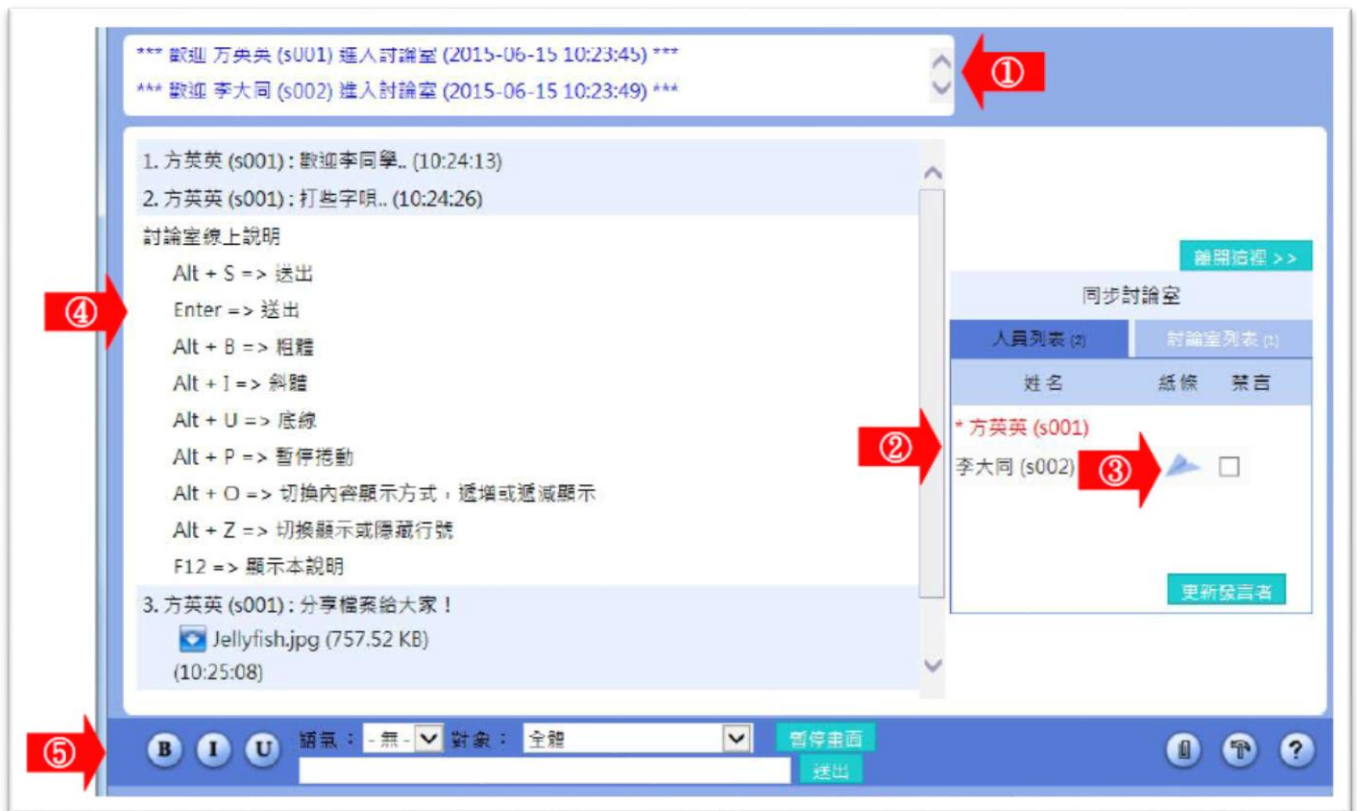 *** 歡迎 方英英 (s001) 進入討論室 (2015-06-15 10:23:45) ***
①
*** 歡迎 李大同 (s002) 進入討論室 (2015-06-15 10:23:49) ***
1. 方英英 (s001) : 歡迎李同學.. (10:24:13)
2. 方英英 (s001) : 打些字唄.. (10:24:26)
討論室線上說明
Alt + S => 送出
Enter => 送出
Alt + B => 粗體
Alt + I => 斜體
Alt + U => 底線
Alt + P => 暫停捲動
Alt + O => 切換內容顯示方式，遞增或遞減顯示
Alt + Z => 切換顯示或隱藏行號
F12 => 顯示本說明
3. 方英英 (s001) : 分享檔案給大家！
Jellyfish.jpg (757.52 KB)
(10:25:08)
④
離開這裡 >>
同步討論室
人員列表 (2) 討論室列表 (1)
姓名 紙條 禁言
② * 方英英 (s001)
李大同 (s002) ③
更新發言者
⑤
B I U 語氣： - 無 - 對象： 全體 暫停畫面
送出
?